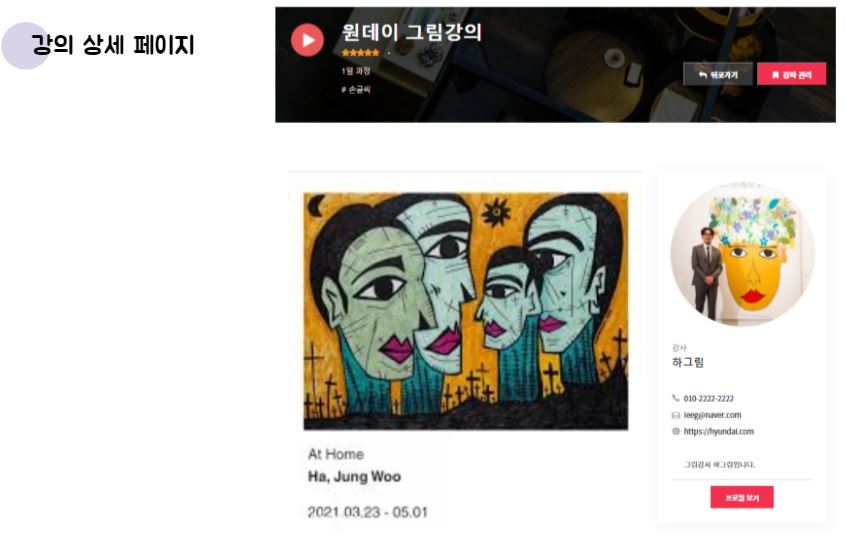 강의 상세 페이지
원데이 그림강의
1일 과정
# 손글씨
뒤로가기
강좌 관리
At Home
Ha, Jung Woo
2021.03.23 - 05.01
강사
하그림
010-2222-2222
leeg@naver.com
https://hyundai.com
그림강사 하그림입니다.
프로필 보기